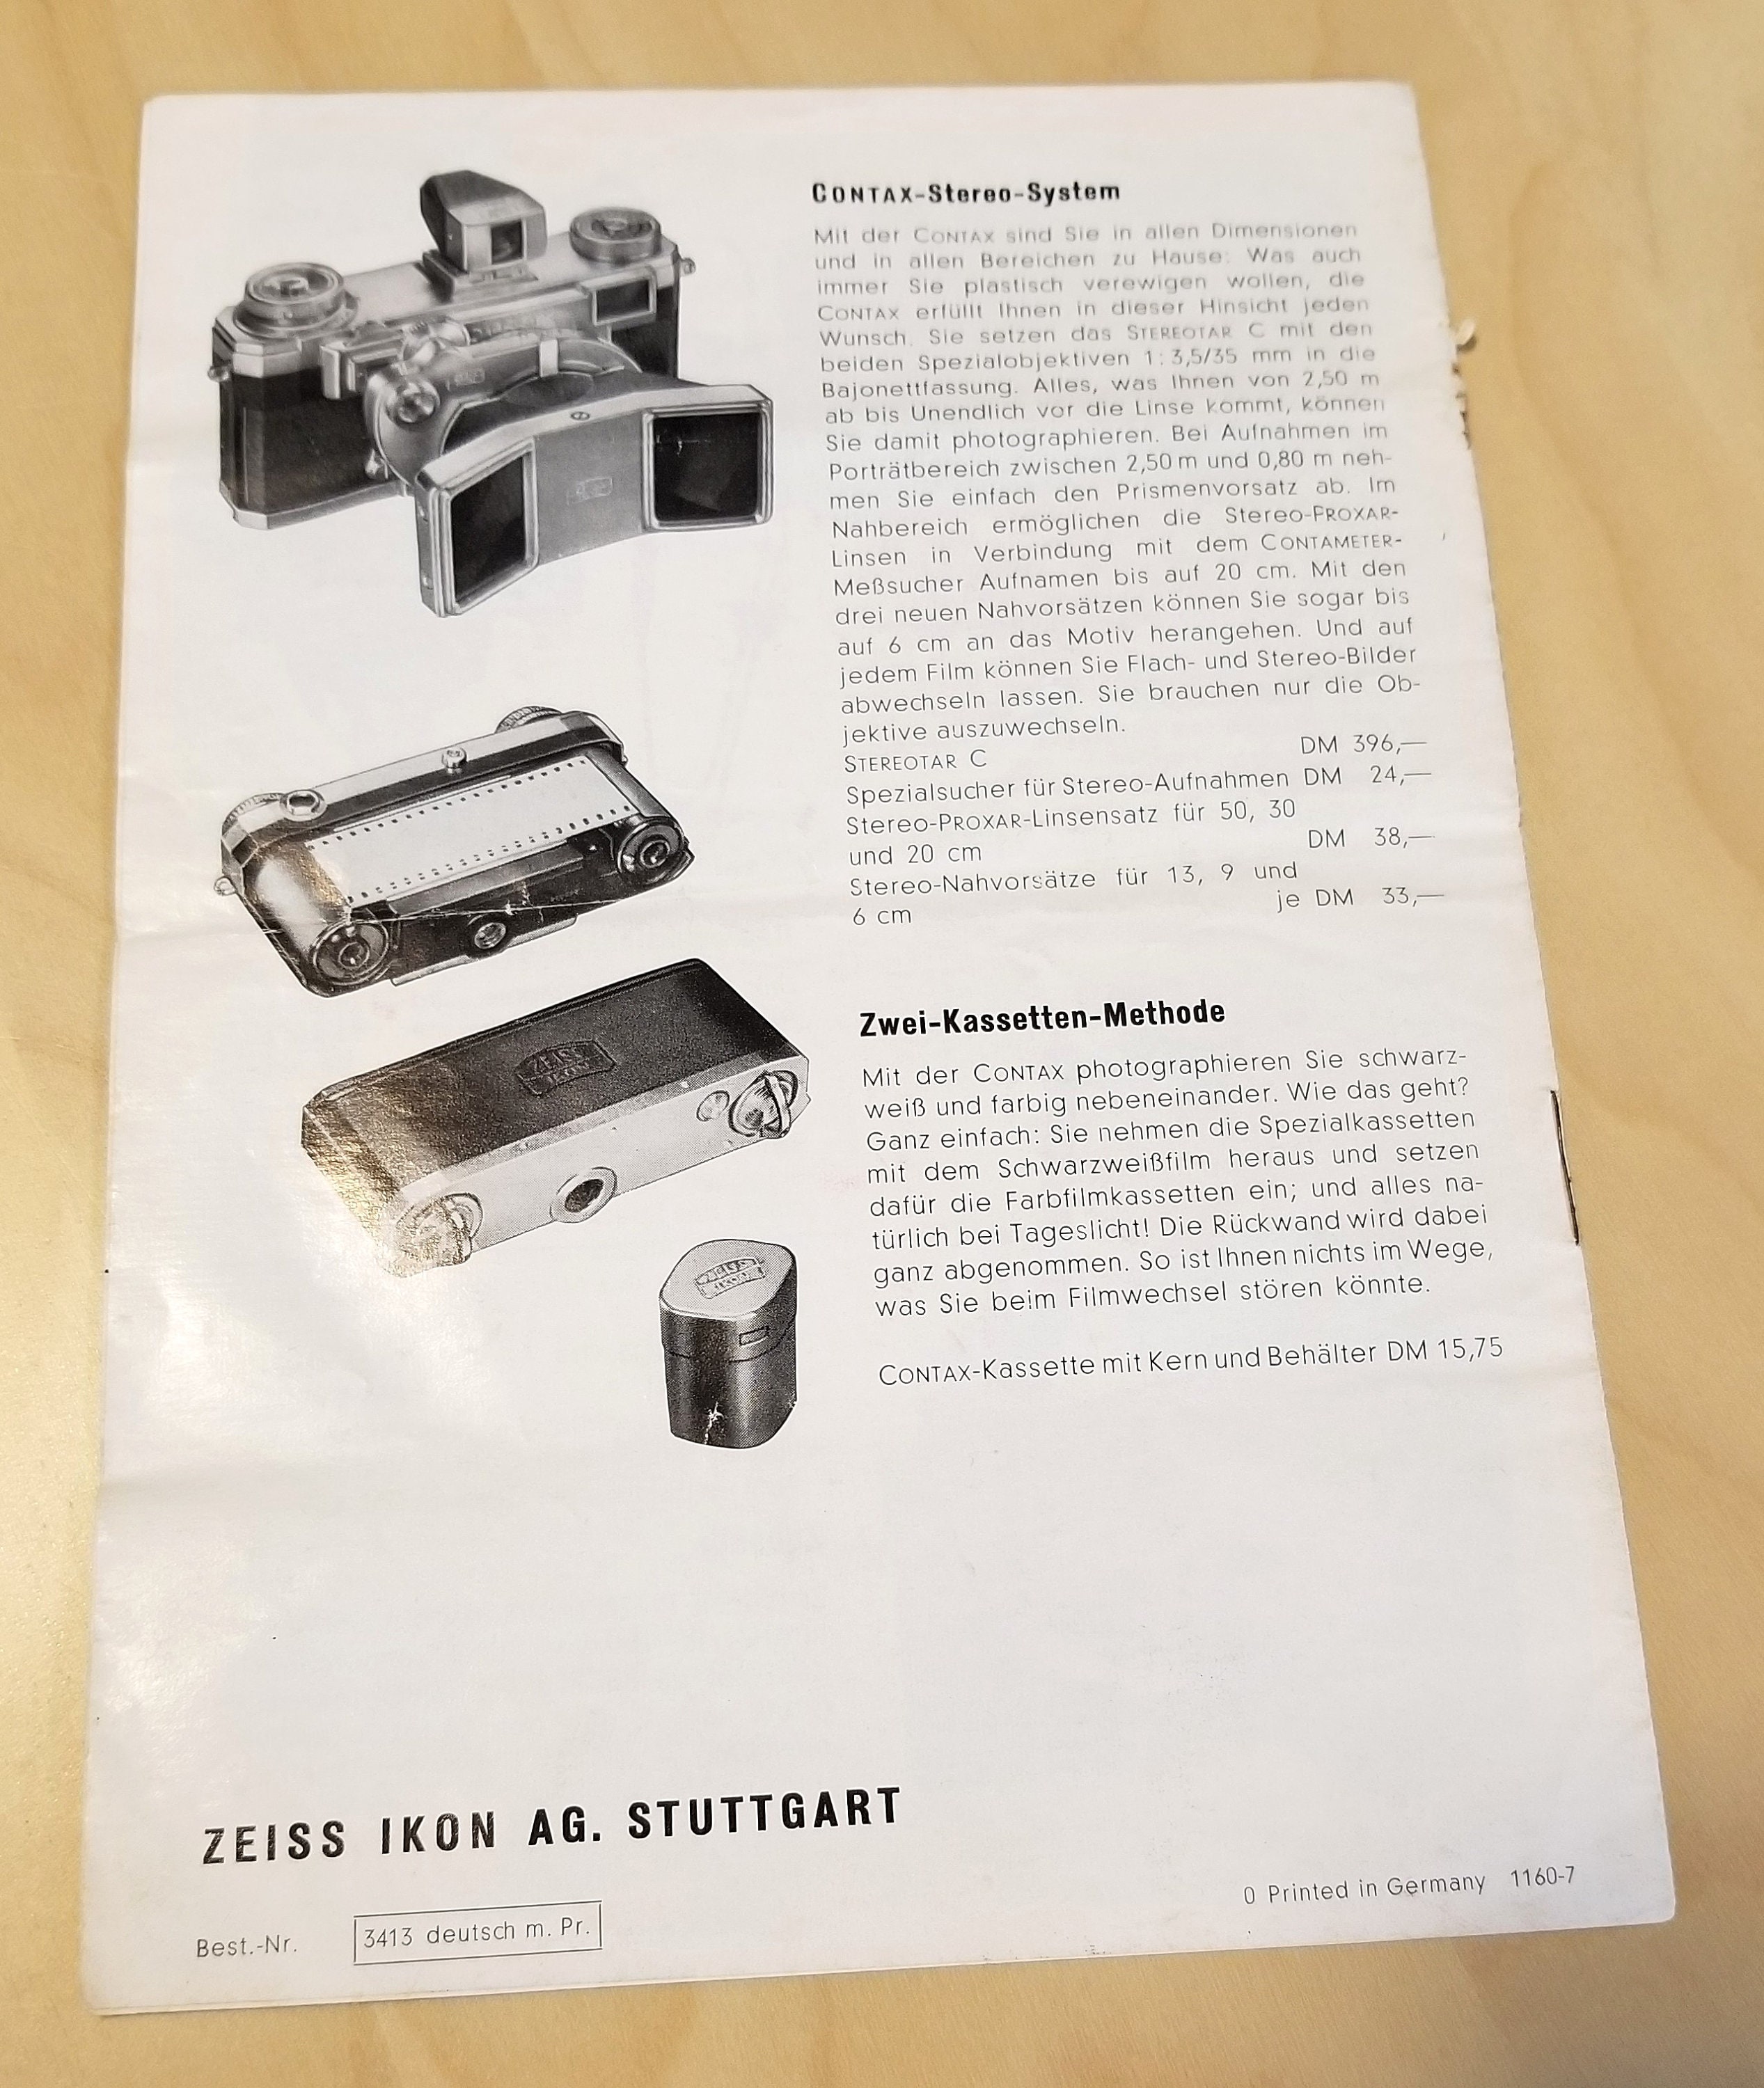 CONTAX-Stereo-System
Mit der CONTAX sind Sie in allen Dimensionen
und in allen Bereichen zu Hause: Was auch
immer Sie plastisch verewigen wollen, die
CONTAX erfüllt Ihnen in dieser Hinsicht jeden
Wunsch. Sie setzen das STEREOTAR C mit den
beiden Spezialobjektiven 1:3,5/35 mm in die
Bajonettfassung. Alles, was Ihnen von 2,50 m
ab bis Unendlich vor die Linse kommt, können
Sie damit photographieren. Bei Aufnahmen im
Porträtbereich zwischen 2,50 m und 0,80 m neh-
men Sie einfach den Prismenvorsatz ab. Im
Nahbereich ermöglichen die Stereo-PROXAR-
Linsen in Verbindung mit dem CONTAMETER-
Meßsucher Aufnamen bis auf 20 cm. Mit den
drei neuen Nahvorsätzen können Sie sogar bis
auf 6 cm an das Motiv herangehen. Und auf
jedem Film können Sie Flach- und Stereo-Bilder
abwechseln lassen. Sie brauchen nur die Ob-
jektive auszuwechseln.
STEREOTAR C DM 396,—
Spezialsucher für Stereo-Aufnahmen DM 24,—
Stereo-PROXAR-Linsensatz für 50, 30
und 20 cm DM 38,—
Stereo-Nahvorsätze für 13, 9 und
6 cm je DM 33,—
Zwei-Kassetten-Methode
Mit der CONTAX photographieren Sie schwarz-
weiß und farbig nebeneinander. Wie das geht?
Ganz einfach: Sie nehmen die Spezialkassetten
mit dem Schwarzweißfilm heraus und setzen
dafür die Farbfilmkassetten ein; und alles na-
türlich bei Tageslicht! Die Rückwand wird dabei
ganz abgenommen. So ist Ihnen nichts im Wege,
was Sie beim Filmwechsel stören könnte.
CONTAX-Kassette mit Kern und Behälter DM 15,75
ZEISS
IKON
ZEISS
IKON
ZEISS IKON AG. STUTTGART
Best.-Nr. 3413 deutsch m. Pr.
0 Printed in Germany 1160-7